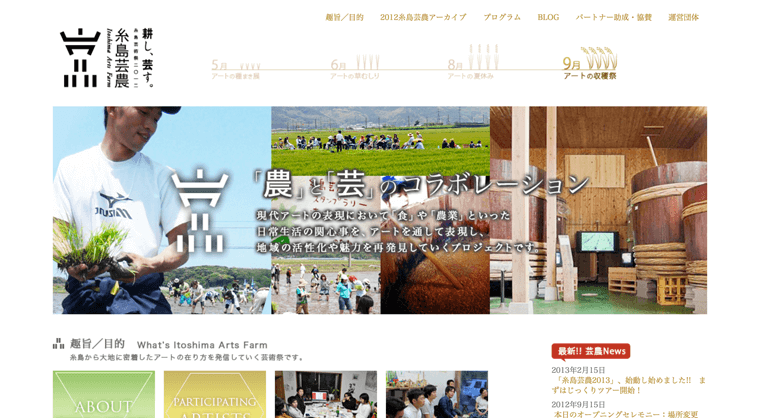 趣旨／目的 2012糸島芸農アーカイブ プログラム BLOG パートナー助成・協賛 運営団体
耕し、芸す。
糸島芸術祭二〇一二
糸島芸農
Itoshima Arts Farm
5月 6月 8月 9月
アートの種まき展 アートの草むしり アートの夏休み アートの収穫祭
「農」と「芸」のコラボレーション
現代アートの表現において「食」や「農業」といった
日常生活の関心事を、アートを通して表現し、
地域の活性化や魅力を再発見していくプロジェクトです。
スタンプラリー
MIZUNO
趣旨／目的 What's Itoshima Arts Farm
糸島から大地に密着したアートの在り方を発信していく芸術祭です。
ABOUT
PARTICIPATING
ARTISTS
最新!! 芸農News
2013年2月15日
「糸島芸農2013」、始動し始めました!! ま
ずはじっくりツアー開始！
2012年9月15日
本日のオープニングセレモニー：場所変更